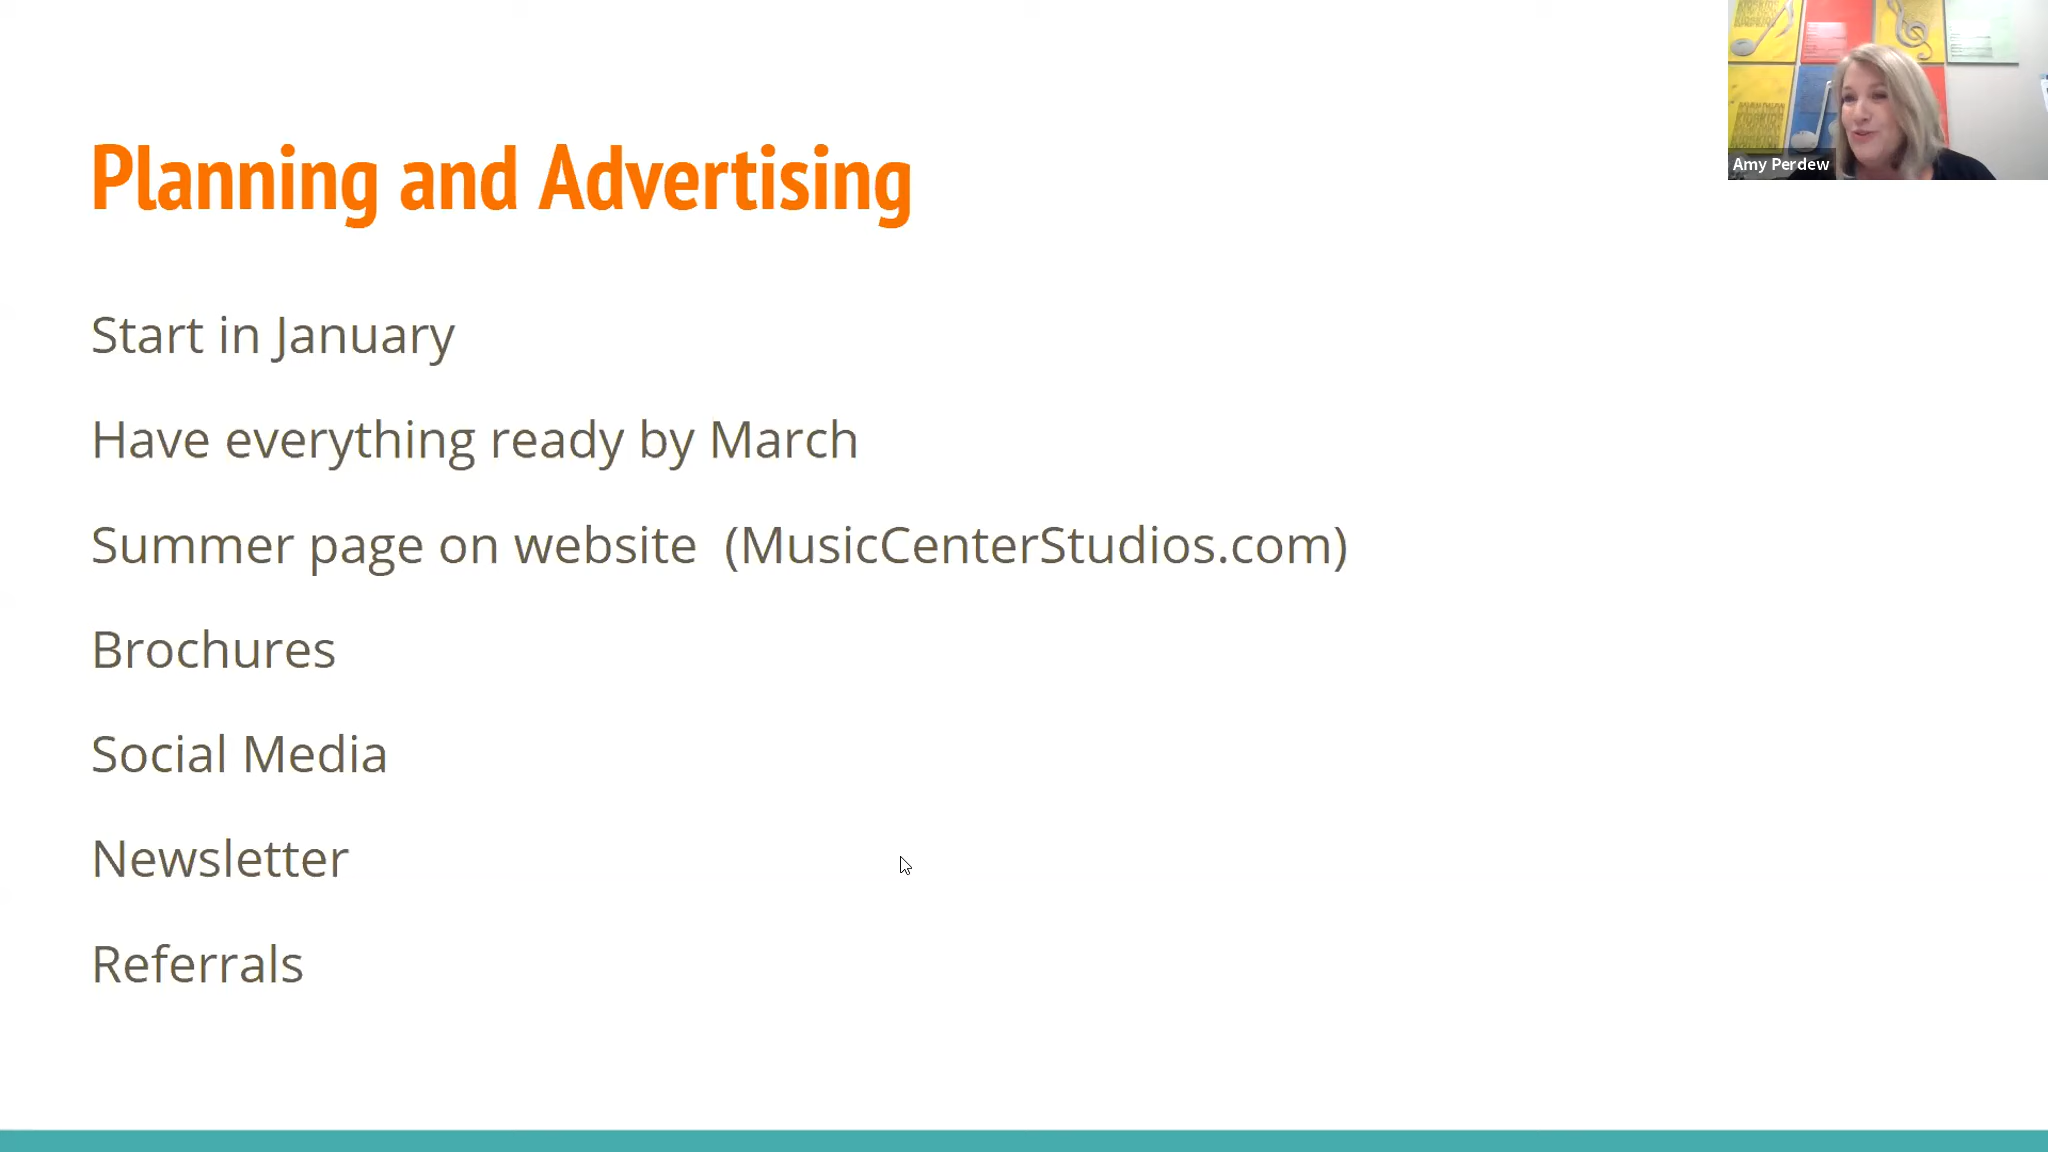 Planning and Advertising
Start in January
Have everything ready by March
Summer page on website (MusicCenterStudios.com)
Brochures
Social Media
Newsletter
Referrals
Amy Perdew